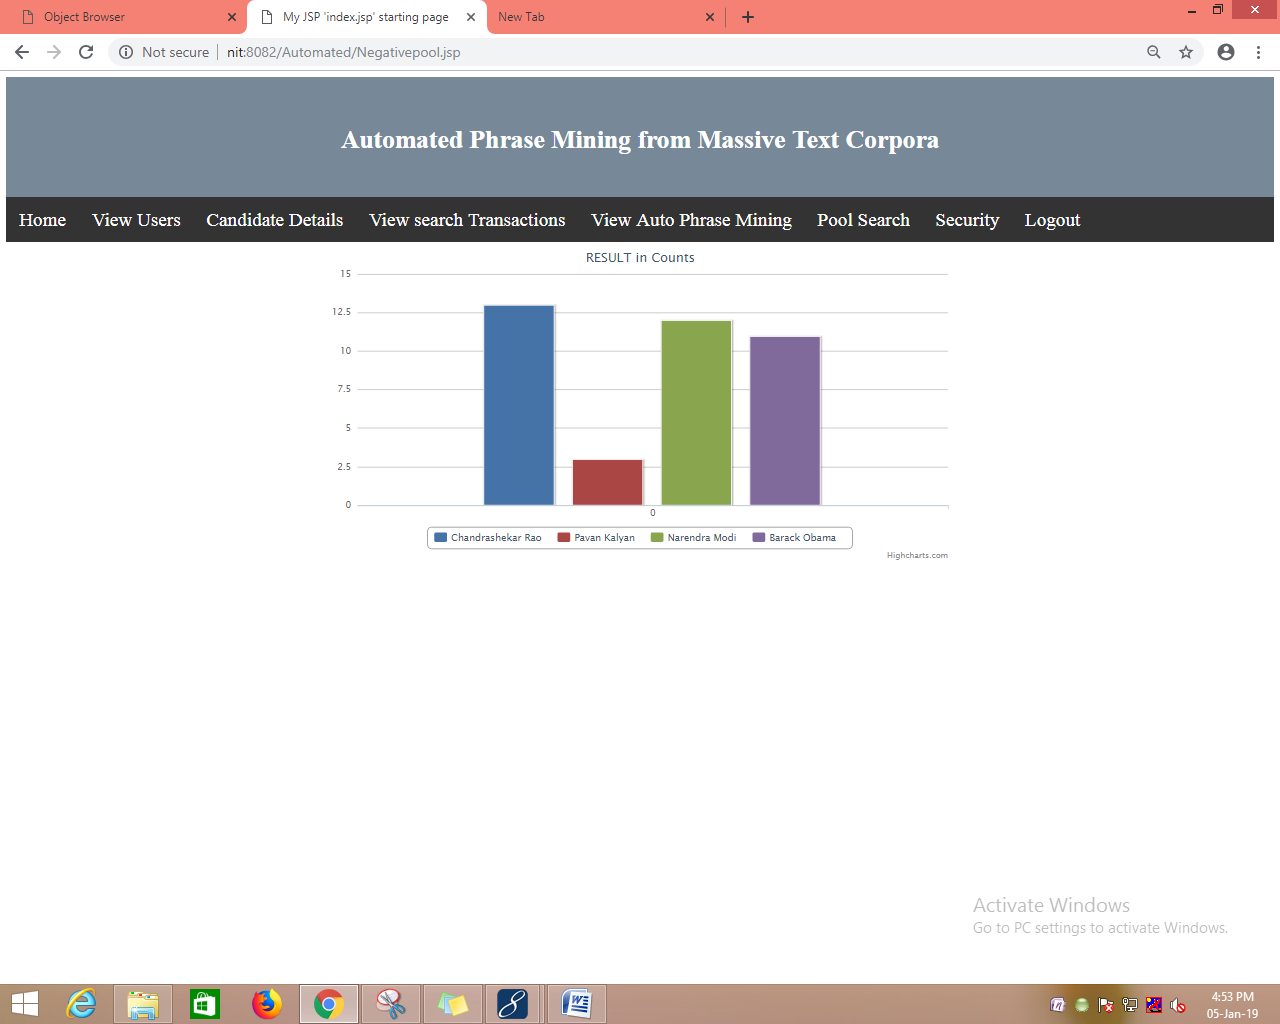 Object Browser
My JSP 'index.jsp' starting page
New Tab
Not secure
nit:8082/Automated/Negativepool.jsp
Automated Phrase Mining from Massive Text Corpora
Home View Users Candidate Details View search Transactions View Auto Phrase Mining Pool Search Security Logout
RESULT in Counts
15
12.5
10
7.5
5
2.5
0
0
Chandrashekar Rao Pavan Kalyan Narendra Modi Barack Obama
Highcharts.com
Activate Windows
Go to PC settings to activate Windows.
4:53 PM
05-Jan-19